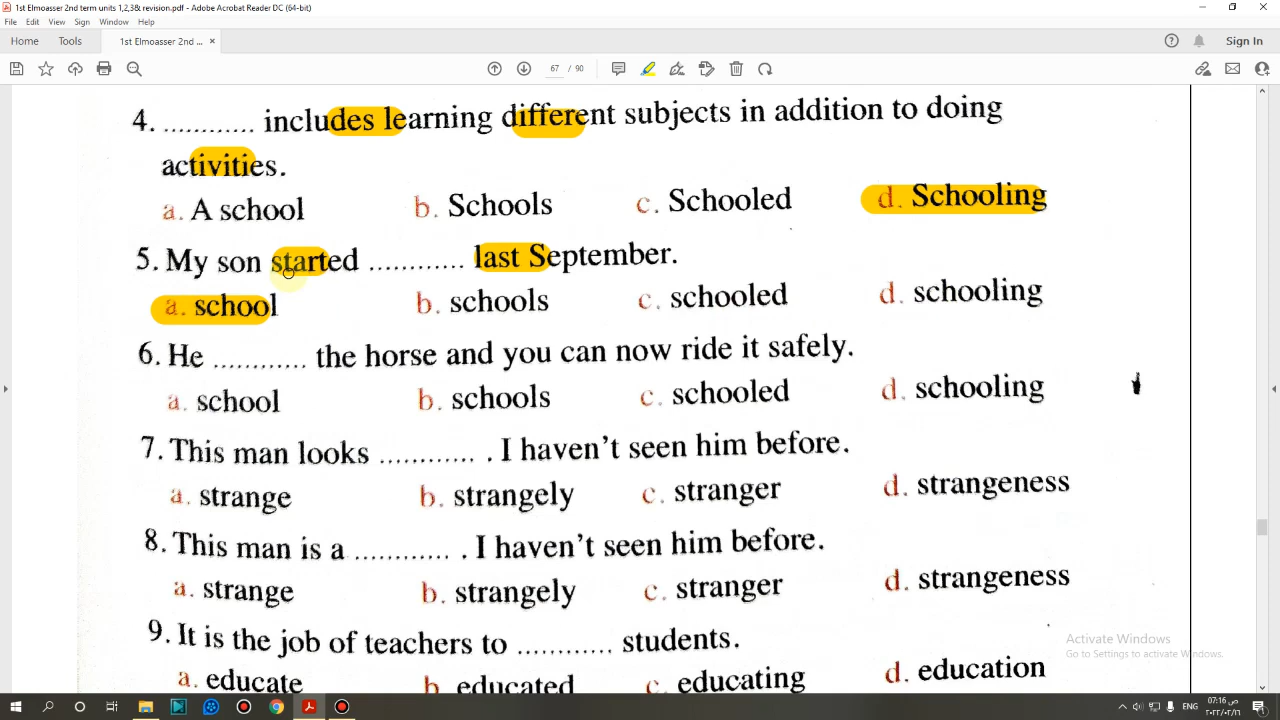 1st Elmoasser 2nd term units 1,2,3& revision.pdf - Adobe Acrobat Reader DC (64-bit)
File Edit View Sign Window Help
Home Tools 1st Elmoasser 2nd ... × Sign In
67 / 90
4. ............ includes learning different subjects in addition to doing
activities.
a. A school b. Schools c. Schooled d. Schooling
5. My son started ............ last September.
a. school b. schools c. schooled d. schooling
6. He ............ the horse and you can now ride it safely.
a. school b. schools c. schooled d. schooling
7. This man looks ............ . I haven't seen him before.
a. strange b. strangely c. stranger d. strangeness
8. This man is a ............ . I haven't seen him before.
a. strange b. strangely c. stranger d. strangeness
9. It is the job of teachers to ............ students.
a. educate b. educated c. educating d. education
Activate Windows
Go to Settings to activate Windows.
ENG 07:16 ص
٢٠٢٢/٠٢/١٦